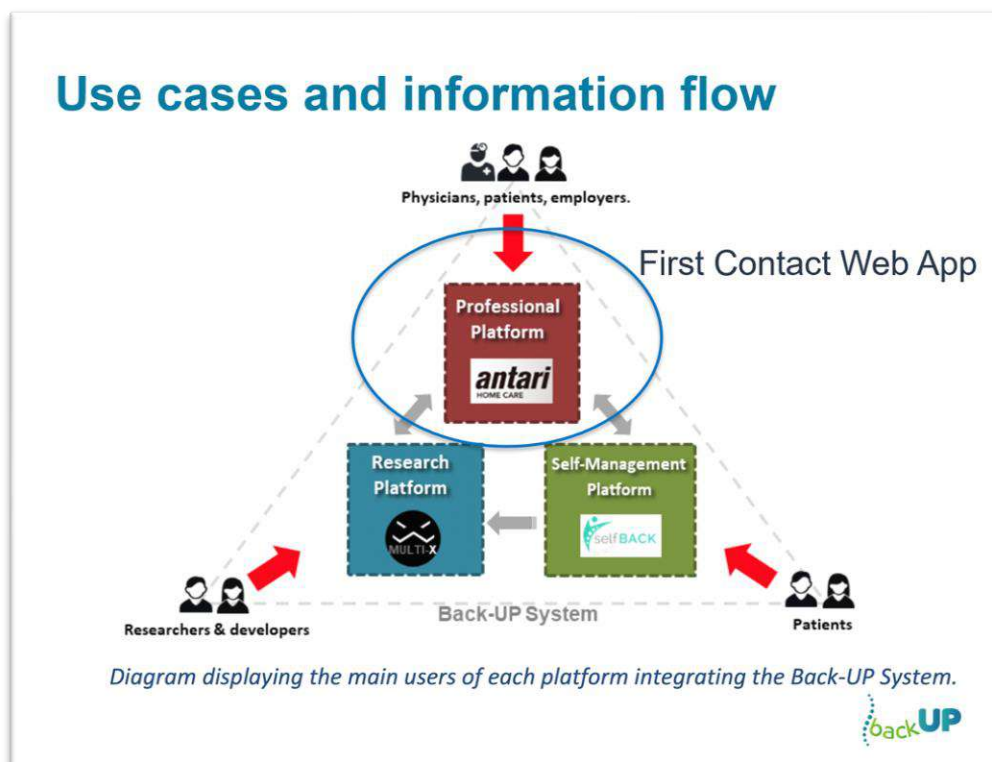 Use cases and information flow
Physicians, patients, employers.
First Contact Web App
Professional
Platform
antari
HOME CARE
Research
Platform
MULTI-X
Self-Management
Platform
selfBACK
Researchers & developers
Back-UP System
Patients
Diagram displaying the main users of each platform integrating the Back-UP System.
backUP